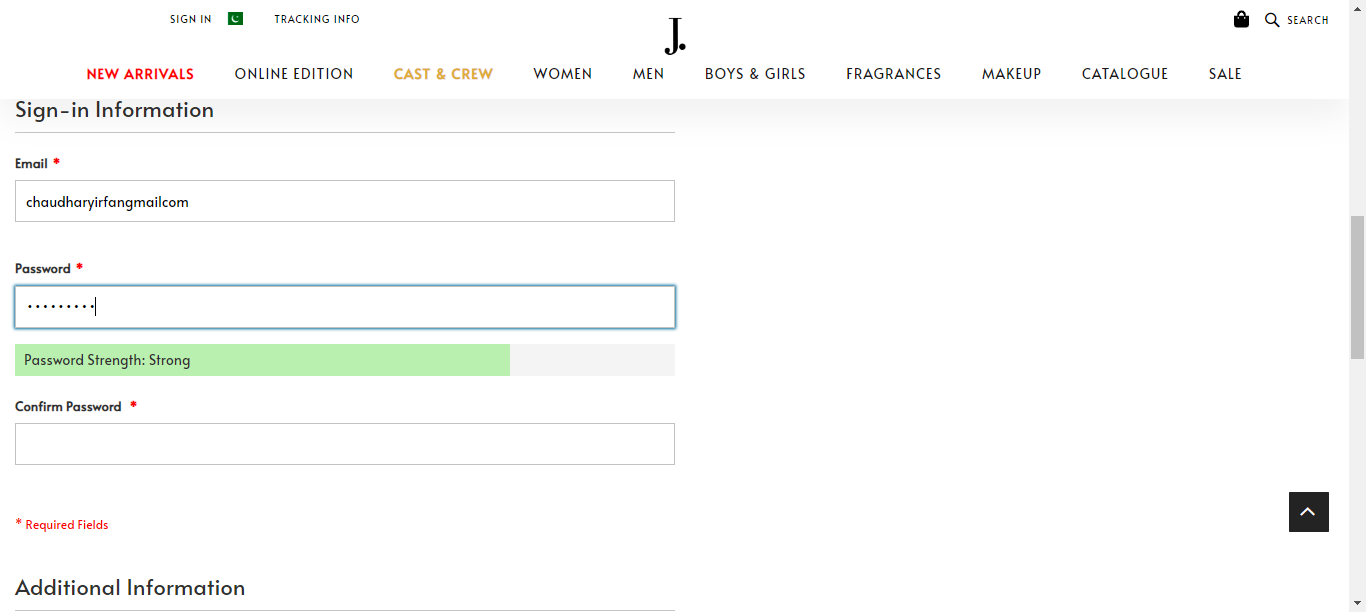 SIGN IN TRACKING INFO
J.
SEARCH
NEW ARRIVALS ONLINE EDITION CAST & CREW WOMEN MEN BOYS & GIRLS FRAGRANCES MAKEUP CATALOGUE SALE
Sign-in Information
Email *
chaudharyirfangmailcom
Password *
•••••••••
Password Strength: Strong
Confirm Password *
* Required Fields
Additional Information